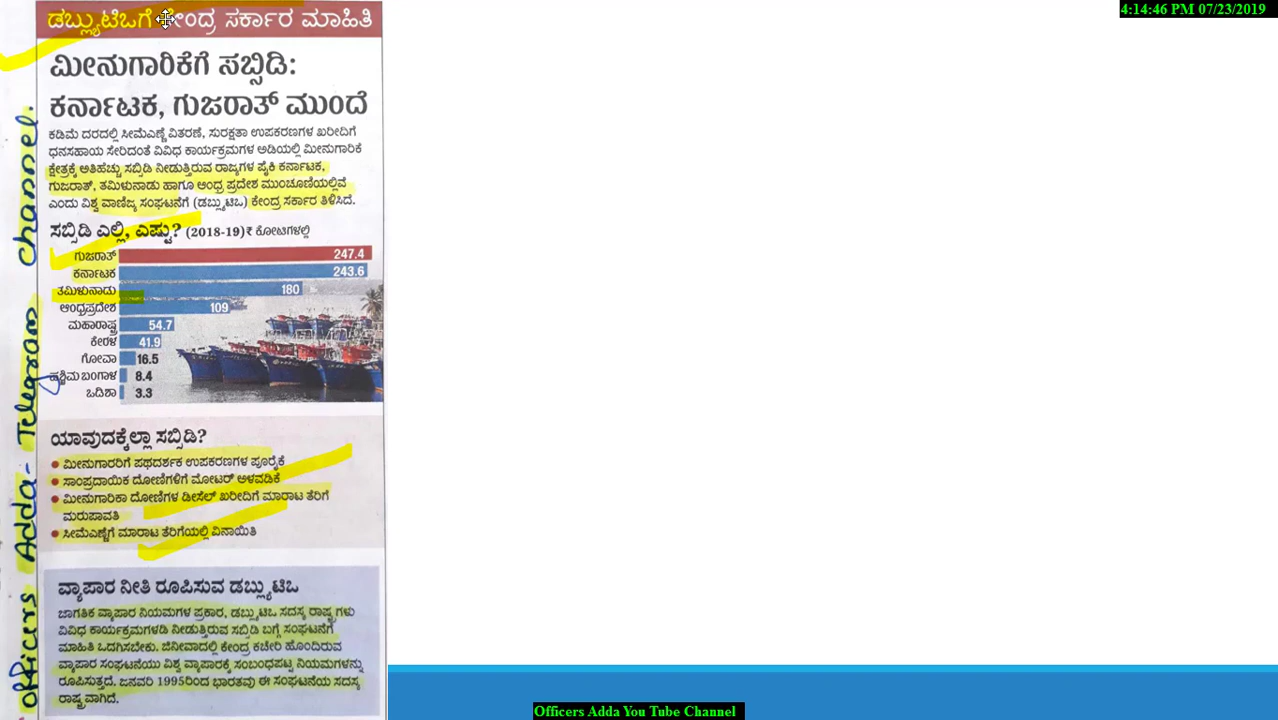 4:14:46 PM 07/23/2019
ಡಬ್ಲ್ಯುಟಿಒಗೆ ಕೇಂದ್ರ ಸರ್ಕಾರ ಮಾಹಿತಿ
ಮೀನುಗಾರಿಕೆಗೆ ಸಬ್ಸಿಡಿ:
ಕರ್ನಾಟಕ, ಗುಜರಾತ್ ಮುಂದೆ
ಕಡಿಮೆ ದರದಲ್ಲಿ ಸೀಮೆಎಣ್ಣೆ ವಿತರಣೆ, ಸುರಕ್ಷತಾ ಉಪಕರಣಗಳ ಖರೀದಿಗೆ
ಧನಸಹಾಯ ಸೇರಿದಂತೆ ವಿವಿಧ ಕಾರ್ಯಕ್ರಮಗಳ ಅಡಿಯಲ್ಲಿ ಮೀನುಗಾರಿಕೆ
ಕ್ಷೇತ್ರಕ್ಕೆ ಅತಿಹೆಚ್ಚು ಸಬ್ಸಿಡಿ ನೀಡುತ್ತಿರುವ ರಾಜ್ಯಗಳ ಪೈಕಿ ಕರ್ನಾಟಕ,
ಗುಜರಾತ್, ತಮಿಳುನಾಡು ಹಾಗೂ ಆಂಧ್ರ ಪ್ರದೇಶ ಮುಂಚೂಣಿಯಲ್ಲಿವೆ
ಎಂದು ವಿಶ್ವ ವಾಣಿಜ್ಯ ಸಂಘಟನೆಗೆ (ಡಬ್ಲ್ಯುಟಿಒ) ಕೇಂದ್ರ ಸರ್ಕಾರ ತಿಳಿಸಿದೆ.
ಸಬ್ಸಿಡಿ ಎಲ್ಲಿ, ಎಷ್ಟು? (2018-19) ₹ ಕೋಟಿಗಳಲ್ಲಿ
ಗುಜರಾತ್ 247.4
ಕರ್ನಾಟಕ 243.6
ತಮಿಳುನಾಡು 180
ಆಂಧ್ರಪ್ರದೇಶ 109
ಮಹಾರಾಷ್ಟ್ರ 54.7
ಕೇರಳ 41.9
ಗೋವಾ 16.5
ಪಶ್ಚಿಮ ಬಂಗಾಳ 8.4
ಒಡಿಶಾ 3.3
ಯಾವುದಕ್ಕೆಲ್ಲಾ ಸಬ್ಸಿಡಿ?
• ಮೀನುಗಾರರಿಗೆ ಪಥದರ್ಶಕ ಉಪಕರಣಗಳ ಪೂರೈಕೆ
• ಸಾಂಪ್ರದಾಯಿಕ ದೋಣಿಗಳಿಗೆ ಮೋಟರ್ ಅಳವಡಿಕೆ
• ಮೀನುಗಾರಿಕಾ ದೋಣಿಗಳ ಡೀಸೆಲ್ ಖರೀದಿಗೆ ಮಾರಾಟ ತೆರಿಗೆ
ಮರುಪಾವತಿ
• ಸೀಮೆಎಣ್ಣೆಗೆ ಮಾರಾಟ ತೆರಿಗೆಯಲ್ಲಿ ವಿನಾಯಿತಿ
ವ್ಯಾಪಾರ ನೀತಿ ರೂಪಿಸುವ ಡಬ್ಲ್ಯುಟಿಒ
ಜಾಗತಿಕ ವ್ಯಾಪಾರ ನಿಯಮಗಳ ಪ್ರಕಾರ, ಡಬ್ಲ್ಯುಟಿಒ ಸದಸ್ಯ ರಾಷ್ಟ್ರಗಳು
ವಿವಿಧ ಕಾರ್ಯಕ್ರಮಗಳಡಿ ನೀಡುತ್ತಿರುವ ಸಬ್ಸಿಡಿ ಬಗ್ಗೆ ಸಂಘಟನೆಗೆ
ಮಾಹಿತಿ ಒದಗಿಸಬೇಕು. ಜಿನೀವಾದಲ್ಲಿ ಕೇಂದ್ರ ಕಚೇರಿ ಹೊಂದಿರುವ
ವ್ಯಾಪಾರ ಸಂಘಟನೆಯು ವಿಶ್ವ ವ್ಯಾಪಾರಕ್ಕೆ ಸಂಬಂಧಪಟ್ಟ ನಿಯಮಗಳನ್ನು
ರೂಪಿಸುತ್ತದೆ. ಜನವರಿ 1995ರಿಂದ ಭಾರತವು ಈ ಸಂಘಟನೆಯ ಸದಸ್ಯ
ರಾಷ್ಟ್ರವಾಗಿದೆ.
officers Adda- Telegram channel.
Officers Adda You Tube Channel